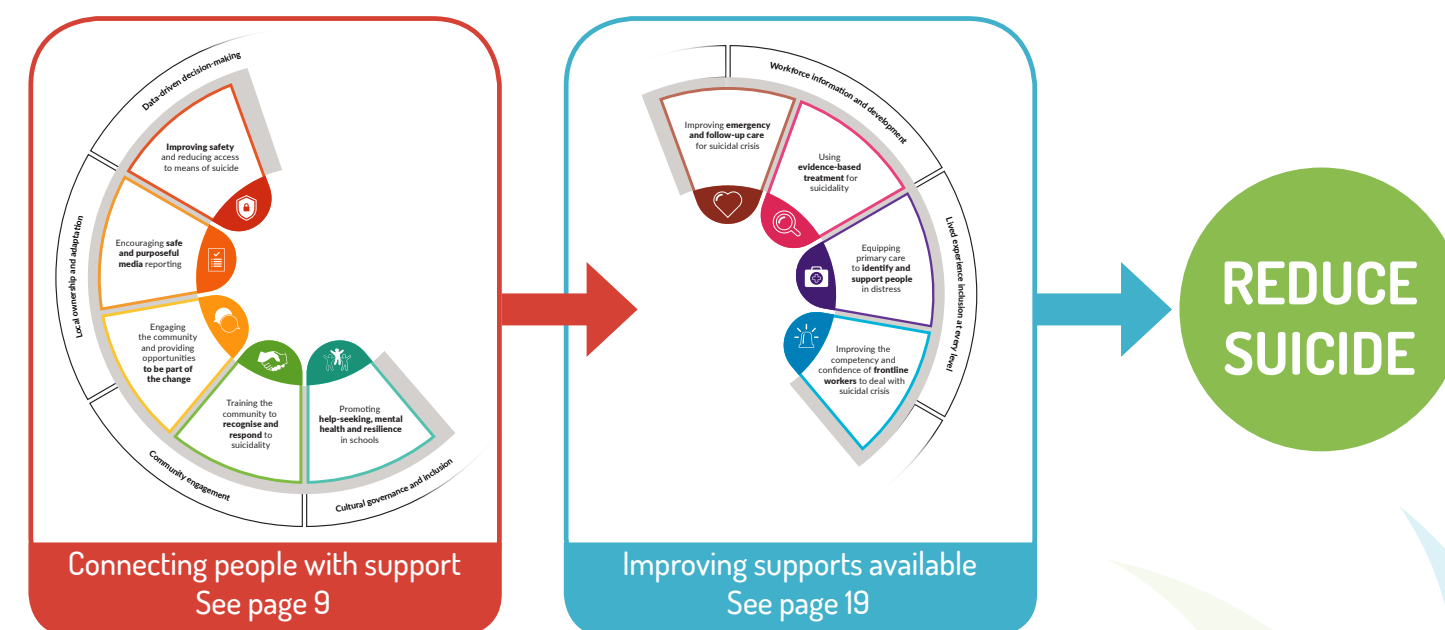 Data-driven decision-making
Local ownership and adaptation
Community engagement
Cultural governance and inclusion
Improving safety
and reducing access
to means of suicide
Encouraging safe
and purposeful
media reporting
Engaging
the community
and providing
opportunities
to be part of
the change
Training the
community to
recognise and
respond to
suicidality
Promoting
help-seeking, mental
health and resilience
in schools
Connecting people with support
See page 9
Workforce information and development
Lived experience inclusion at every level
Improving emergency
and follow-up care
for suicidal crisis
Using
evidence-based
treatment for
suicidality
Equipping
primary care
to identify and
support people
in distress
Improving the
competency and
confidence of frontline
workers to deal with
suicidal crisis
Improving supports available
See page 19
REDUCE
SUICIDE